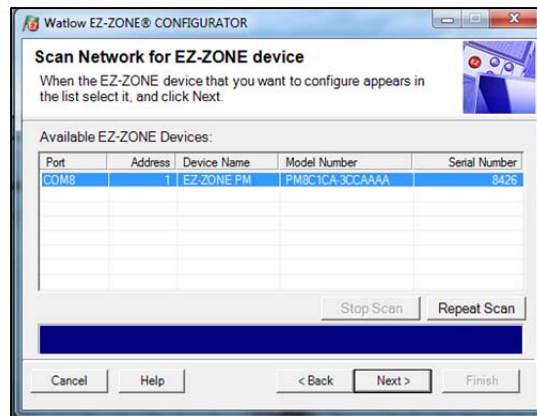 Watlow EZ-ZONE® CONFIGURATOR
Scan Network for EZ-ZONE device
When the EZ-ZONE device that you want to configure appears in
the list select it, and click Next.
Available EZ-ZONE Devices:
Port Address Device Name Model Number Serial Number
COM8 1 EZ-ZONE PM PM8C1CA-3CCAAAA 8426
Stop Scan Repeat Scan
Cancel Help < Back Next > Finish